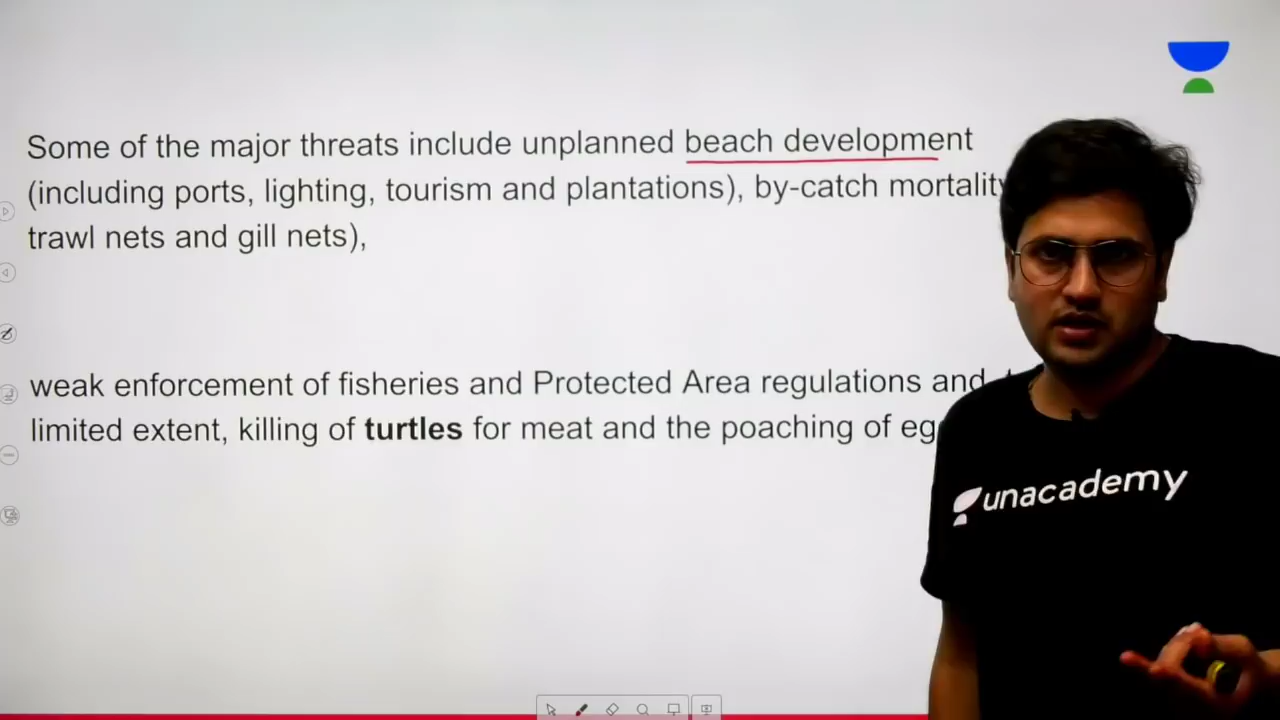 Some of the major threats include unplanned beach development
(including ports, lighting, tourism and plantations), by-catch mortality
trawl nets and gill nets),
weak enforcement of fisheries and Protected Area regulations and
limited extent, killing of turtles for meat and the poaching of
unacademy